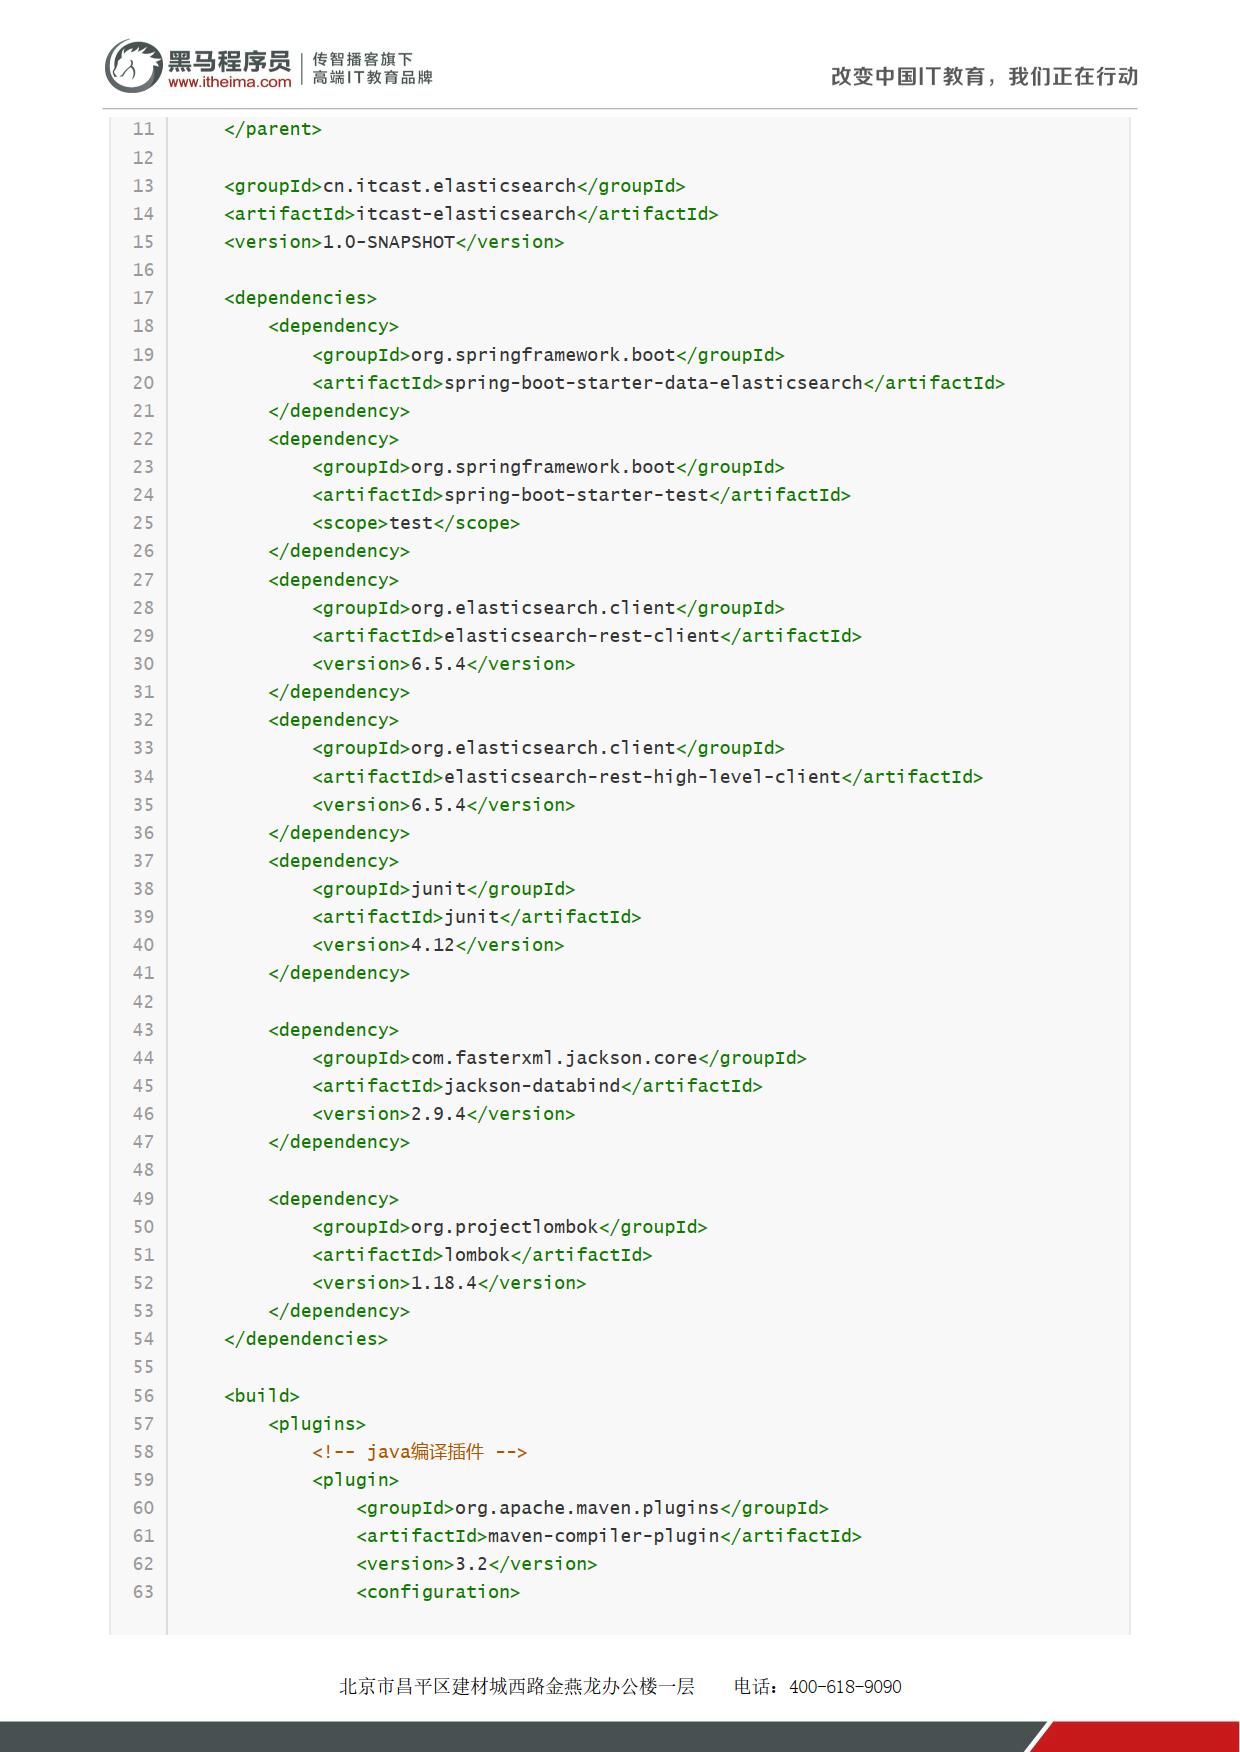 黑马程序员
www.itheima.com
传智播客旗下
高端IT教育品牌
改变中国IT教育，我们正在行动
11 </parent>
12
13 <groupId>cn.itcast.elasticsearch</groupId>
14 <artifactId>itcast-elasticsearch</artifactId>
15 <version>1.0-SNAPSHOT</version>
16
17 <dependencies>
18 <dependency>
19 <groupId>org.springframework.boot</groupId>
20 <artifactId>spring-boot-starter-data-elasticsearch</artifactId>
21 </dependency>
22 <dependency>
23 <groupId>org.springframework.boot</groupId>
24 <artifactId>spring-boot-starter-test</artifactId>
25 <scope>test</scope>
26 </dependency>
27 <dependency>
28 <groupId>org.elasticsearch.client</groupId>
29 <artifactId>elasticsearch-rest-client</artifactId>
30 <version>6.5.4</version>
31 </dependency>
32 <dependency>
33 <groupId>org.elasticsearch.client</groupId>
34 <artifactId>elasticsearch-rest-high-level-client</artifactId>
35 <version>6.5.4</version>
36 </dependency>
37 <dependency>
38 <groupId>junit</groupId>
39 <artifactId>junit</artifactId>
40 <version>4.12</version>
41 </dependency>
42
43 <dependency>
44 <groupId>com.fasterxml.jackson.core</groupId>
45 <artifactId>jackson-databind</artifactId>
46 <version>2.9.4</version>
47 </dependency>
48
49 <dependency>
50 <groupId>org.projectlombok</groupId>
51 <artifactId>lombok</artifactId>
52 <version>1.18.4</version>
53 </dependency>
54 </dependencies>
55
56 <build>
57 <plugins>
58 <!-- java编译插件 -->
59 <plugin>
60 <groupId>org.apache.maven.plugins</groupId>
61 <artifactId>maven-compiler-plugin</artifactId>
62 <version>3.2</version>
63 <configuration>
北京市昌平区建材城西路金燕龙办公楼一层 电话：400-618-9090